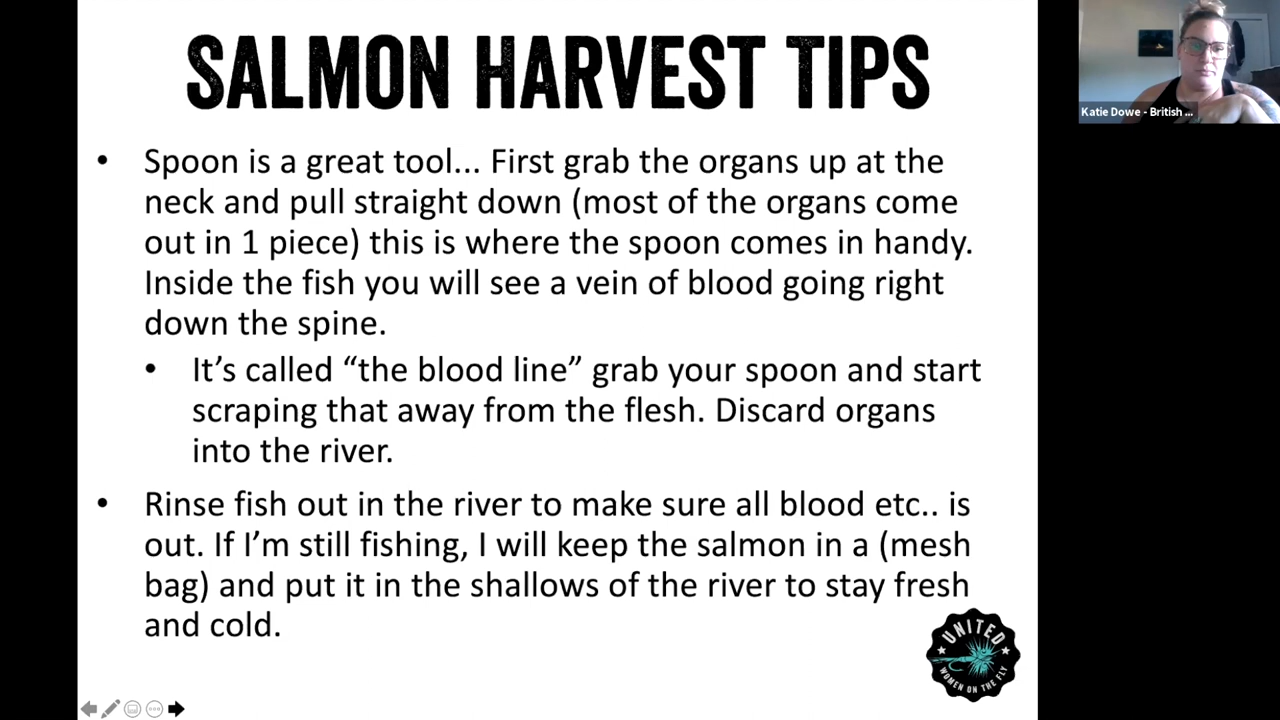 SALMON HARVEST TIPS
Katie Dowe - British ...
• Spoon is a great tool... First grab the organs up at the
neck and pull straight down (most of the organs come
out in 1 piece) this is where the spoon comes in handy.
Inside the fish you will see a vein of blood going right
down the spine.
• It’s called “the blood line” grab your spoon and start
scraping that away from the flesh. Discard organs
into the river.
• Rinse fish out in the river to make sure all blood etc.. is
out. If I’m still fishing, I will keep the salmon in a (mesh
bag) and put it in the shallows of the river to stay fresh
and cold.
UNITED
WOMEN ON THE FLY